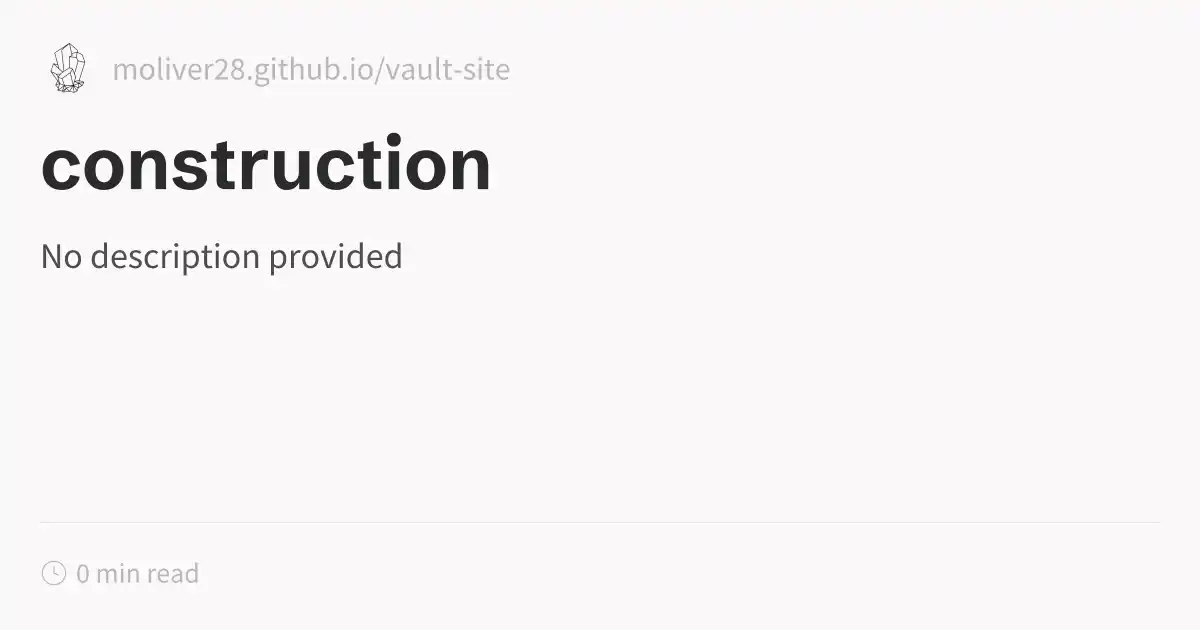 moliver28.github.io/vault-site
construction
No description provided
0 min read